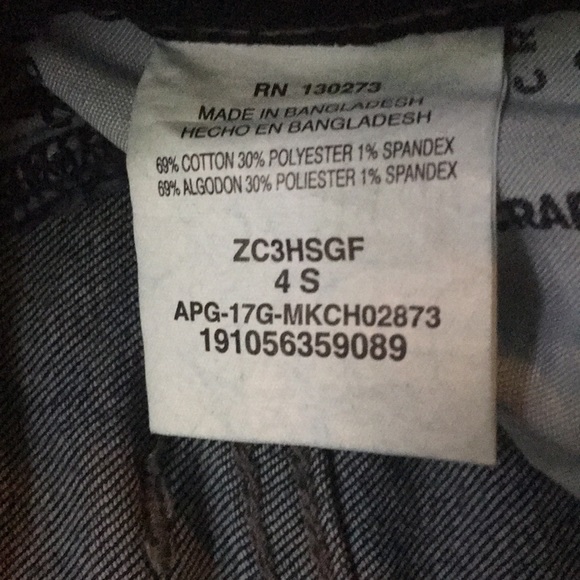 RN 130273
MADE IN BANGLADESH
HECHO EN BANGLADESH
69% COTTON 30% POLYESTER 1% SPANDEX
69% ALGODON 30% POLIESTER 1% SPANDEX
ZC3HSGF
4 S
APG-17G-MKCH02873
191056359089